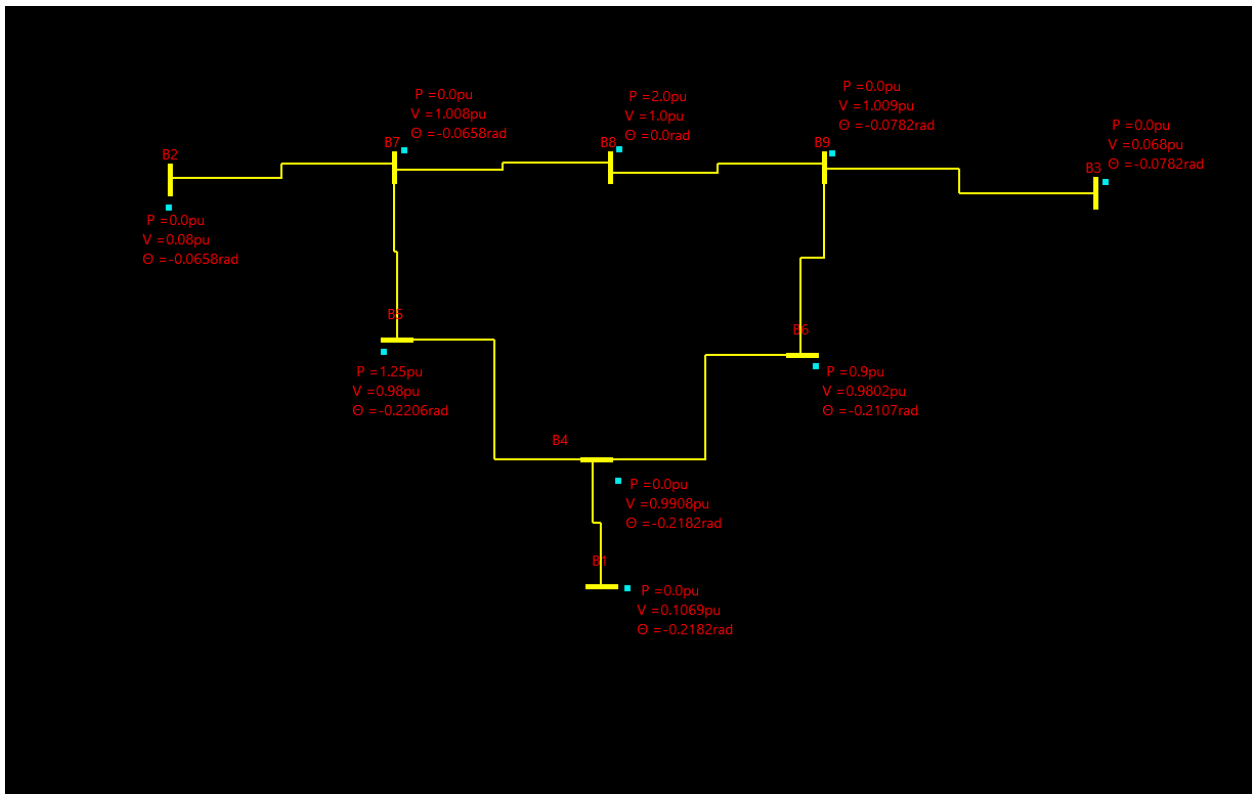 B2
P =0.0pu
V =0.08pu
Θ =-0.0658rad
B7
P =0.0pu
V =1.008pu
Θ =-0.0658rad
B8
P =2.0pu
V =1.0pu
Θ =0.0rad
B9
P =0.0pu
V =1.009pu
Θ =-0.0782rad
B3
P =0.0pu
V =0.068pu
Θ =-0.0782rad
B5
P =1.25pu
V =0.98pu
Θ =-0.2206rad
B6
P =0.9pu
V =0.9802pu
Θ =-0.2107rad
B4
P =0.0pu
V =0.9908pu
Θ =-0.2182rad
B1
P =0.0pu
V =0.1069pu
Θ =-0.2182rad